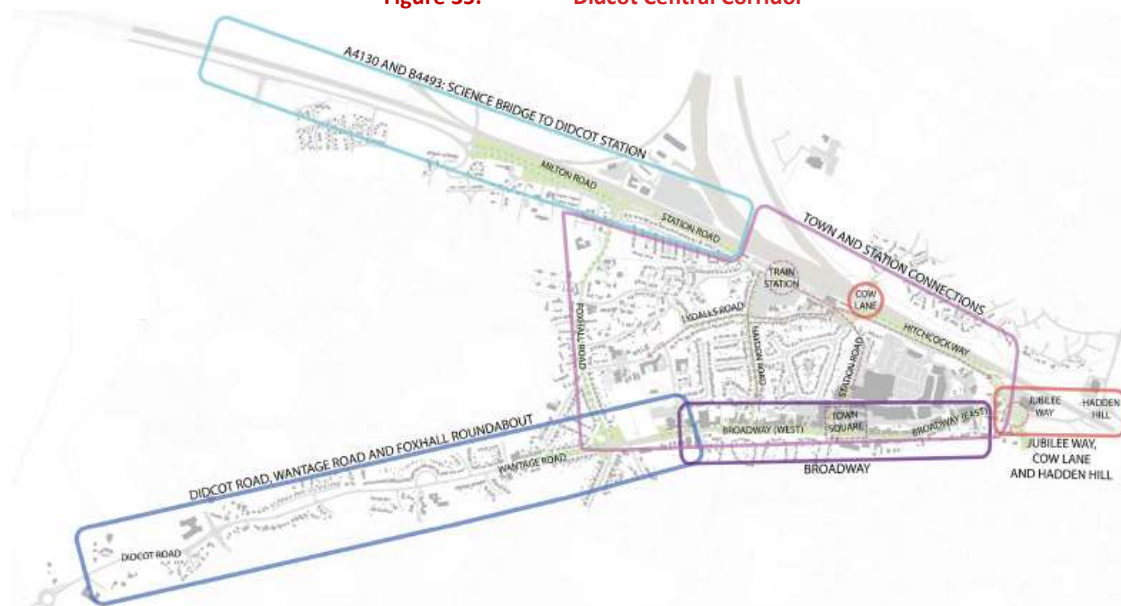 Figure 55: Didcot Central Corridor
A4130 AND B4493: SCIENCE BRIDGE TO DIDCOT STATION
MILTON ROAD
STATION ROAD
TOWN AND STATION CONNECTIONS
TRAIN
STATION
COW
LANE
HITCHCOCK WAY
FOXHALL ROAD
LYDALLS ROAD
HAYDON ROAD
STATION ROAD
JUBILEE
WAY
HADDEN
HILL
BROADWAY (WEST)
TOWN
SQUARE
BROADWAY (EAST)
BROADWAY
JUBILEE WAY,
COW LANE
AND HADDEN HILL
DIDCOT ROAD, WANTAGE ROAD AND FOXHALL ROUNDABOUT
WANTAGE ROAD
DIDCOT ROAD